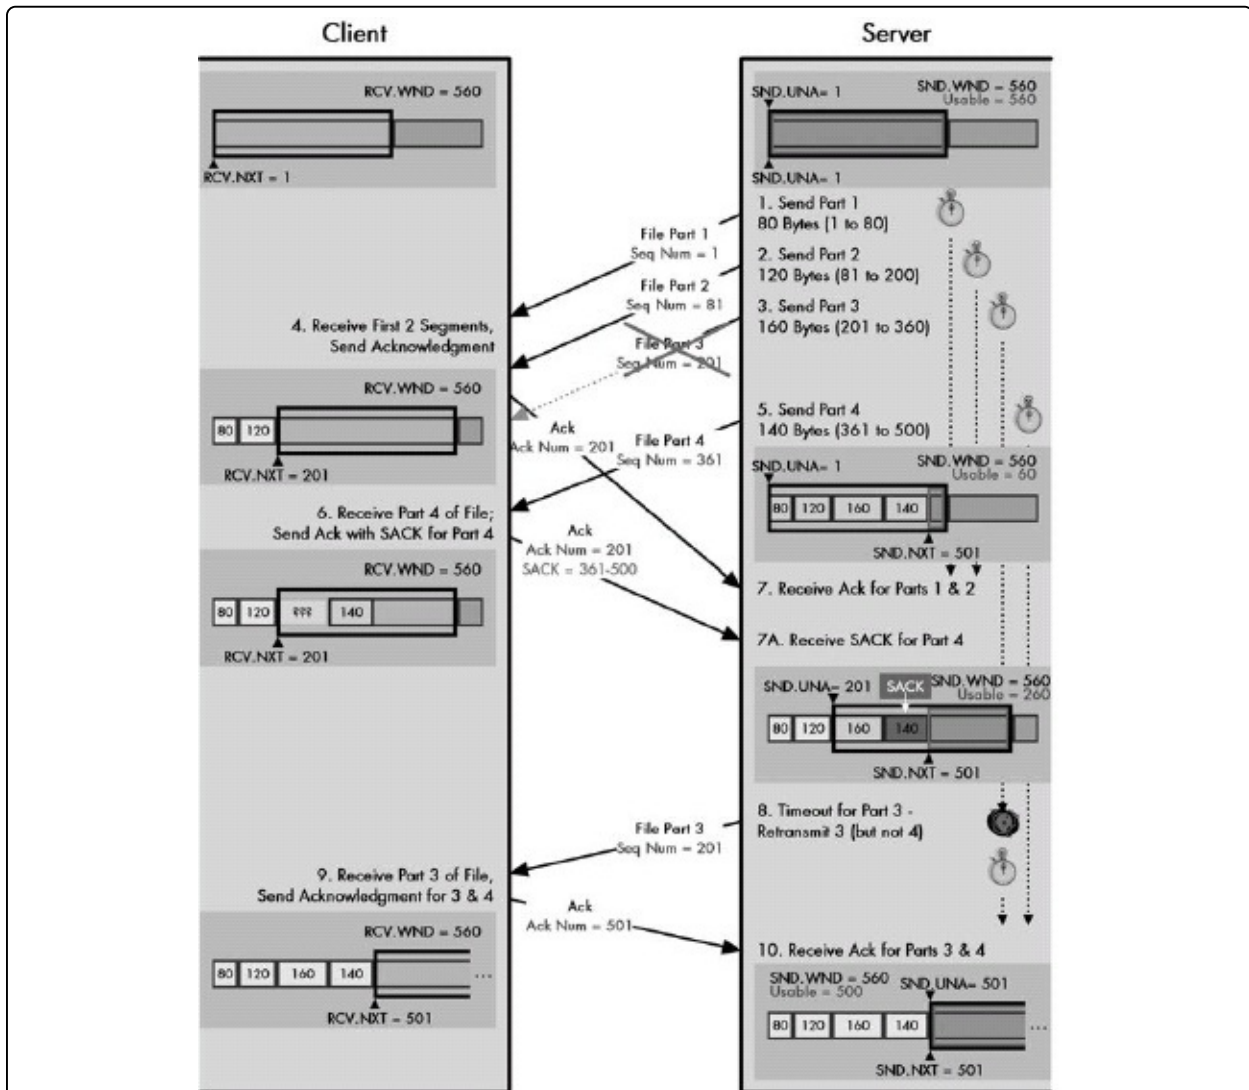 Client
Server
RCV.WND = 560
RCV.NXT = 1
SND.UNA= 1
SND.WND = 560
Usable = 560
SND.UNA= 1
1. Send Part 1
80 Bytes (1 to 80)
File Part 1
Seq Num = 1
2. Send Part 2
120 Bytes (81 to 200)
File Part 2
Seq Num = 81
3. Send Part 3
160 Bytes (201 to 360)
4. Receive First 2 Segments,
Send Acknowledgment
File Part 3
Seq Num = 201
RCV.WND = 560
80 120
RCV.NXT = 201
Ack
Ack Num = 201
5. Send Part 4
140 Bytes (361 to 500)
File Part 4
Seq Num = 361
SND.UNA= 1
SND.WND = 560
Usable = 60
80 120 160 140
SND.NXT = 501
6. Receive Part 4 of File;
Send Ack with SACK for Part 4
Ack
Ack Num = 201
SACK = 361-500
RCV.WND = 560
80 120 ??? 140
RCV.NXT = 201
7. Receive Ack for Parts 1 & 2
7A. Receive SACK for Part 4
SND.UNA= 201
SACK
SND.WND = 560
Usable = 260
80 120 160 140
SND.NXT = 501
8. Timeout for Part 3 -
Retransmit 3 (but not 4)
File Part 3
Seq Num = 201
9. Receive Part 3 of File,
Send Acknowledgment for 3 & 4
Ack
Ack Num = 501
RCV.WND = 560
80 120 160 140 ...
RCV.NXT = 501
10. Receive Ack for Parts 3 & 4
SND.WND = 560
Usable = 500
SND.UNA= 501
80 120 160 140 ...
SND.NXT = 501